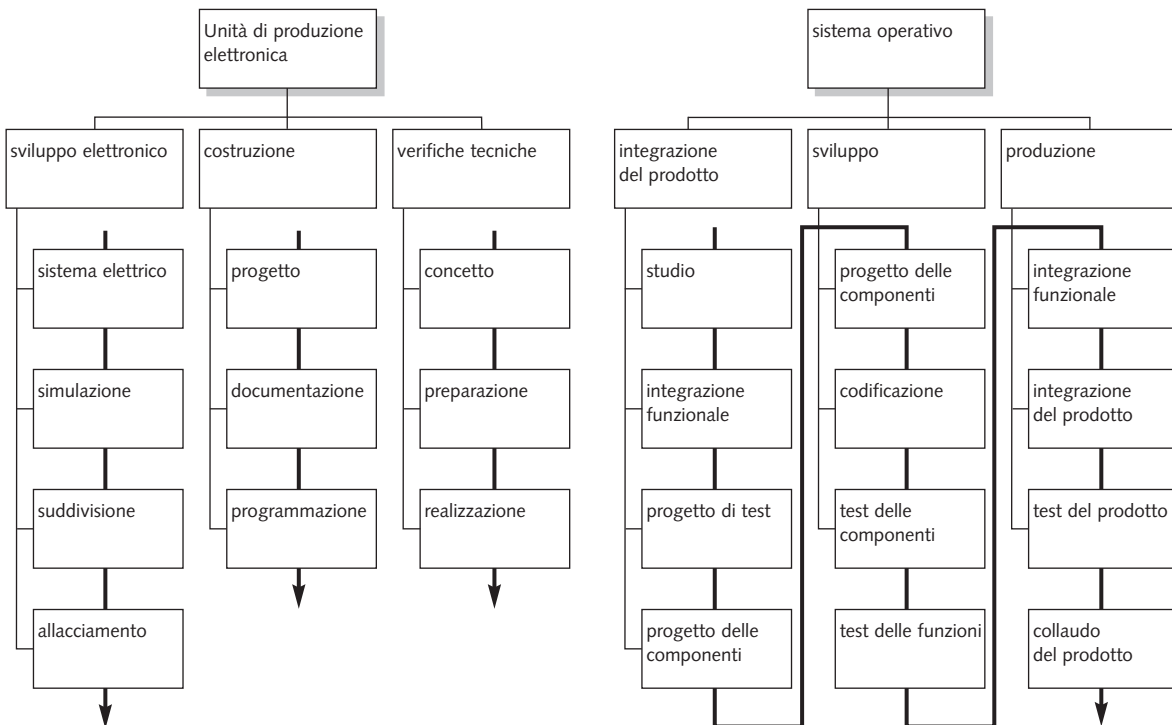 Unità di produzione
elettronica
sviluppo elettronico
costruzione
verifiche tecniche
sistema elettrico
simulazione
suddivisione
allacciamento
progetto
documentazione
programmazione
concetto
preparazione
realizzazione
sistema operativo
integrazione
del prodotto
sviluppo
produzione
studio
integrazione
funzionale
progetto di test
progetto delle
componenti
progetto delle
componenti
codificazione
test delle
componenti
test delle funzioni
integrazione
funzionale
integrazione
del prodotto
test del prodotto
collaudo
del prodotto